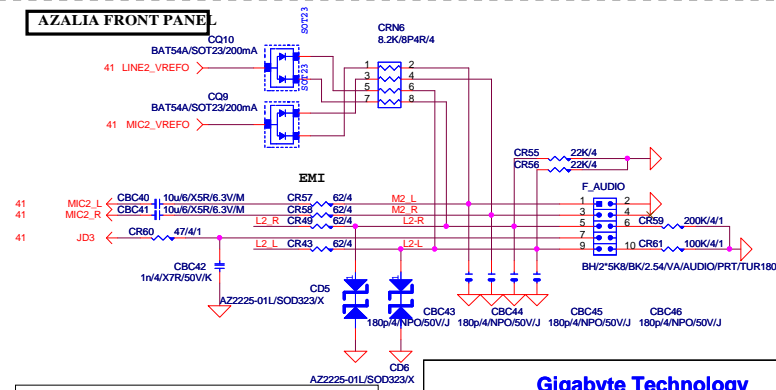 AZALIA FRONT PANEL
SOT23
CQ10
BAT54A/SOT23/200mA
41 LINE2_VREFO
SOT23
CQ9
BAT54A/SOT23/200mA
41 MIC2_VREFO
CRN6
8.2K/8P4R/4
1 2
3 4
5 6
7 8
CR55 22K/4
CR56 22K/4
EMI
F_AUDIO
41 MIC2_L CBC40 10u/6/X5R/6.3V/M CR57 62/4 M2_L
41 MIC2_R CBC41 10u/6/X5R/6.3V/M CR58 62/4 M2_R
L2_R CR49 62/4 L2-R
41 JD3 CR60 47/4/1
L2_L CR43 62/4 L2-L
1 2
3 4
5 6 CR59 200K/4/1
7
9 10 CR61 100K/4/1
BH/2*5K8/BK/2.54/VA/AUDIO/PRT/TUR180
CBC42
1n/4/X7R/50V/K
1
1
CD5
AZ2225-01L/SOD323/X
CBC43
180p/4/NPO/50V/J
CBC44
180p/4/NPO/50V/J
CBC45
180p/4/NPO/50V/J
CBC46
180p/4/NPO/50V/J
CD6
AZ2225-01L/SOD323/X
Gigabyte Technology